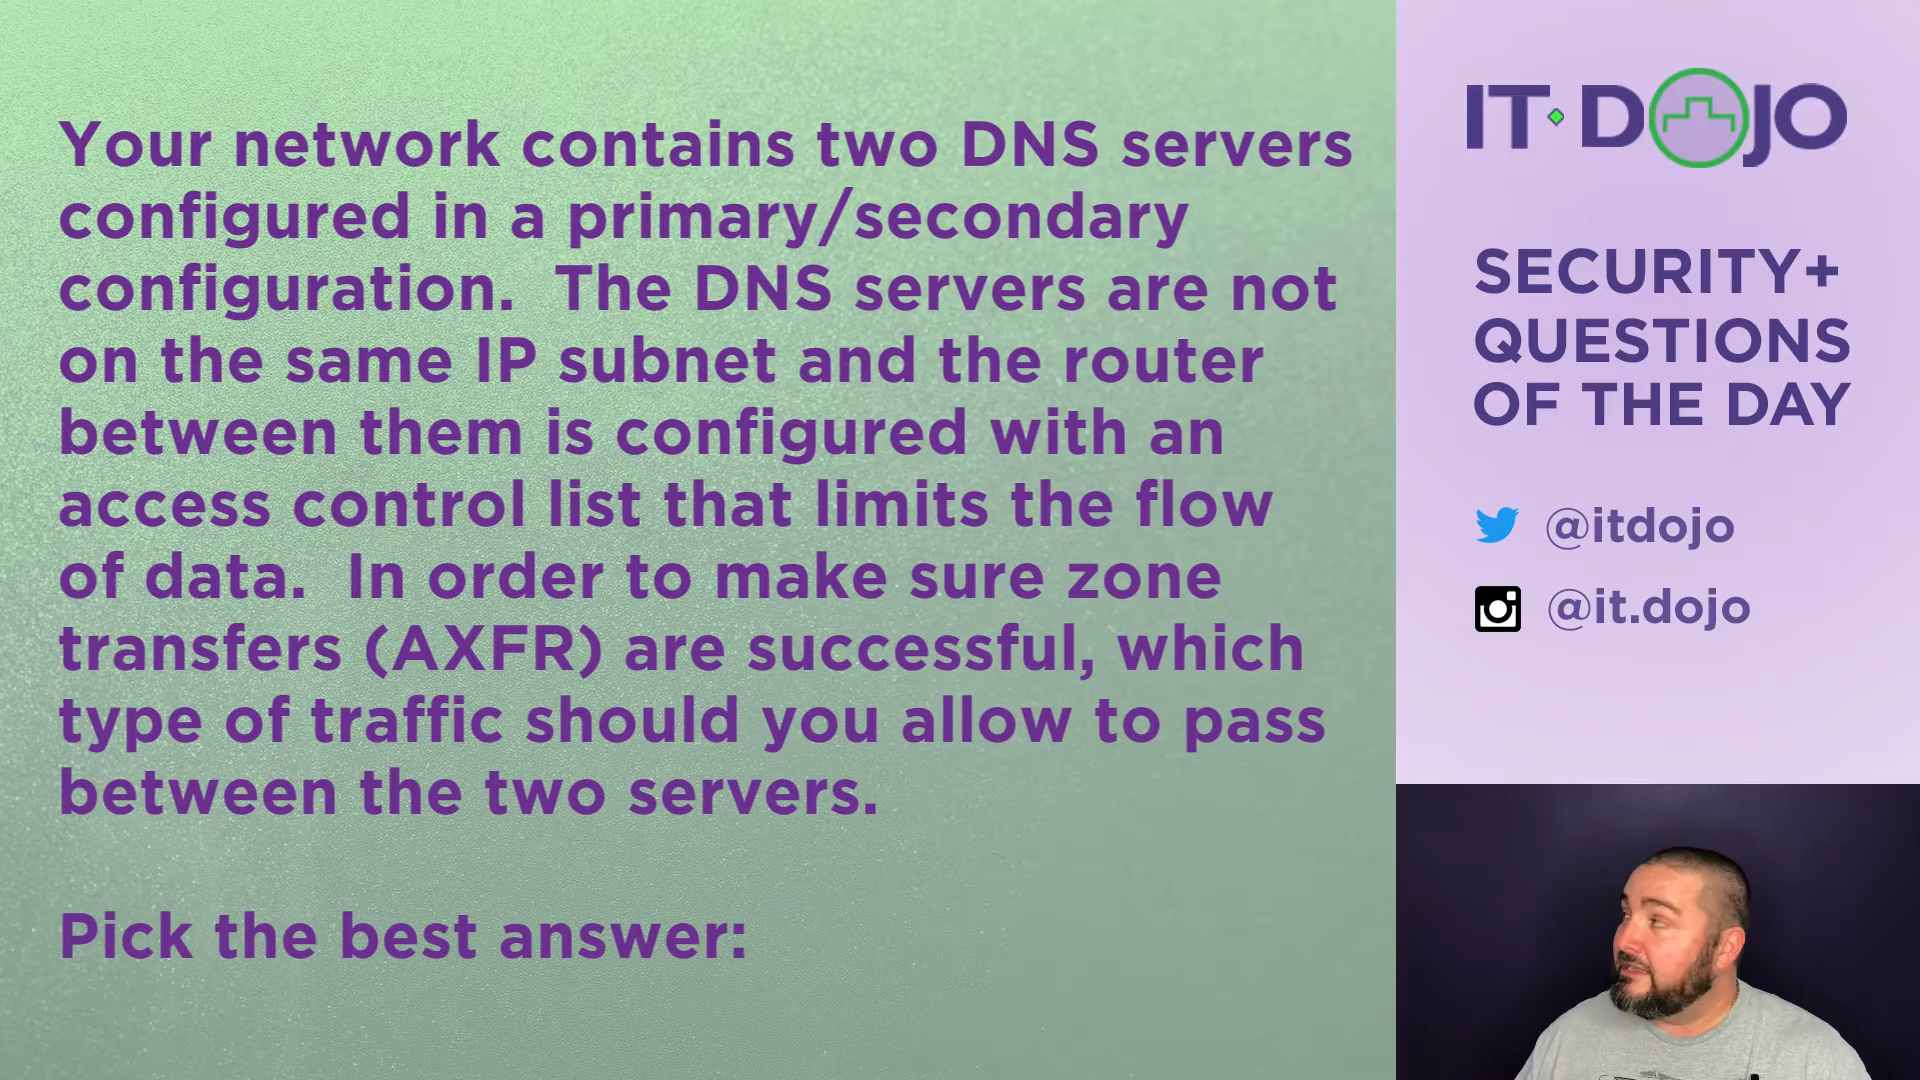 Your network contains two DNS servers
configured in a primary/secondary
configuration.  The DNS servers are not
on the same IP subnet and the router
between them is configured with an
access control list that limits the flow
of data.  In order to make sure zone
transfers (AXFR) are successful, which
type of traffic should you allow to pass
between the two servers.
Pick the best answer:
IT DOJO
SECURITY+
QUESTIONS
OF THE DAY
@itdojo
@it.dojo